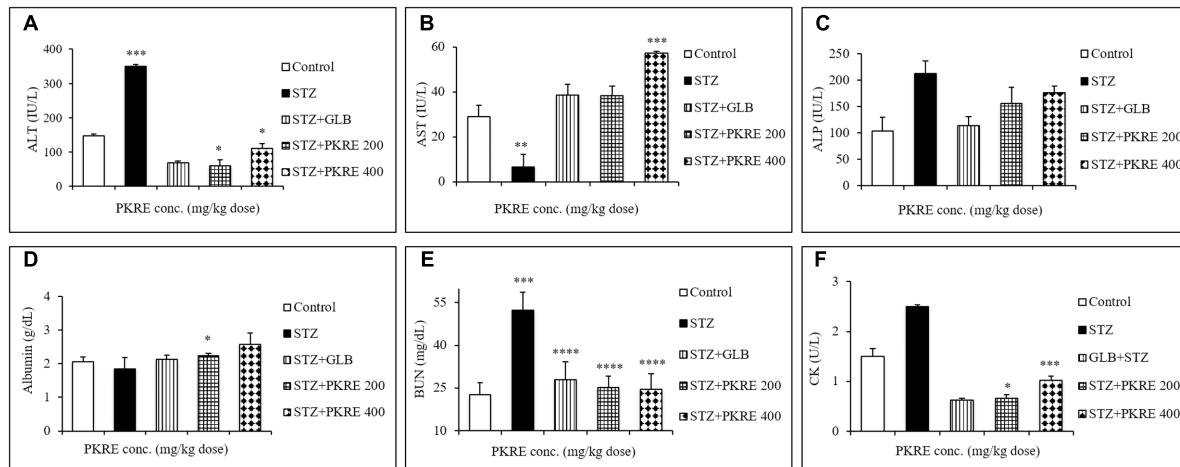 A
400
300
200
100
0
ALT (IU/L)
***
*
*
PKRE conc. (mg/kg dose)
Control
STZ
STZ+GLB
STZ+PKRE 200
STZ+PKRE 400
B
60
40
20
0
AST (IU/L)
**
***
PKRE conc. (mg/kg dose)
Control
STZ
STZ+GLB
STZ+PKRE 200
STZ+PKRE 400
C
250
200
150
100
50
0
ALP (IU/L)
PKRE conc. (mg/kg dose)
Control
STZ
STZ+GLB
STZ+PKRE 200
STZ+PKRE 400
D
4
3
2
1
0
Albumin (g/dL)
*
PKRE conc. (mg/kg dose)
Control
STZ
STZ+GLB
STZ+PKRE 200
STZ+PKRE 400
E
55
40
25
10
BUN (mg/dL)
***
****
****
****
PKRE conc. (mg/kg dose)
Control
STZ
STZ+GLB
STZ+PKRE 200
STZ+PKRE 400
F
3
2
1
0
CK (U/L)
*
***
PKRE conc. (mg/kg dose)
Control
STZ
GLB+STZ
STZ+PKRE 200
STZ+PKRE 400